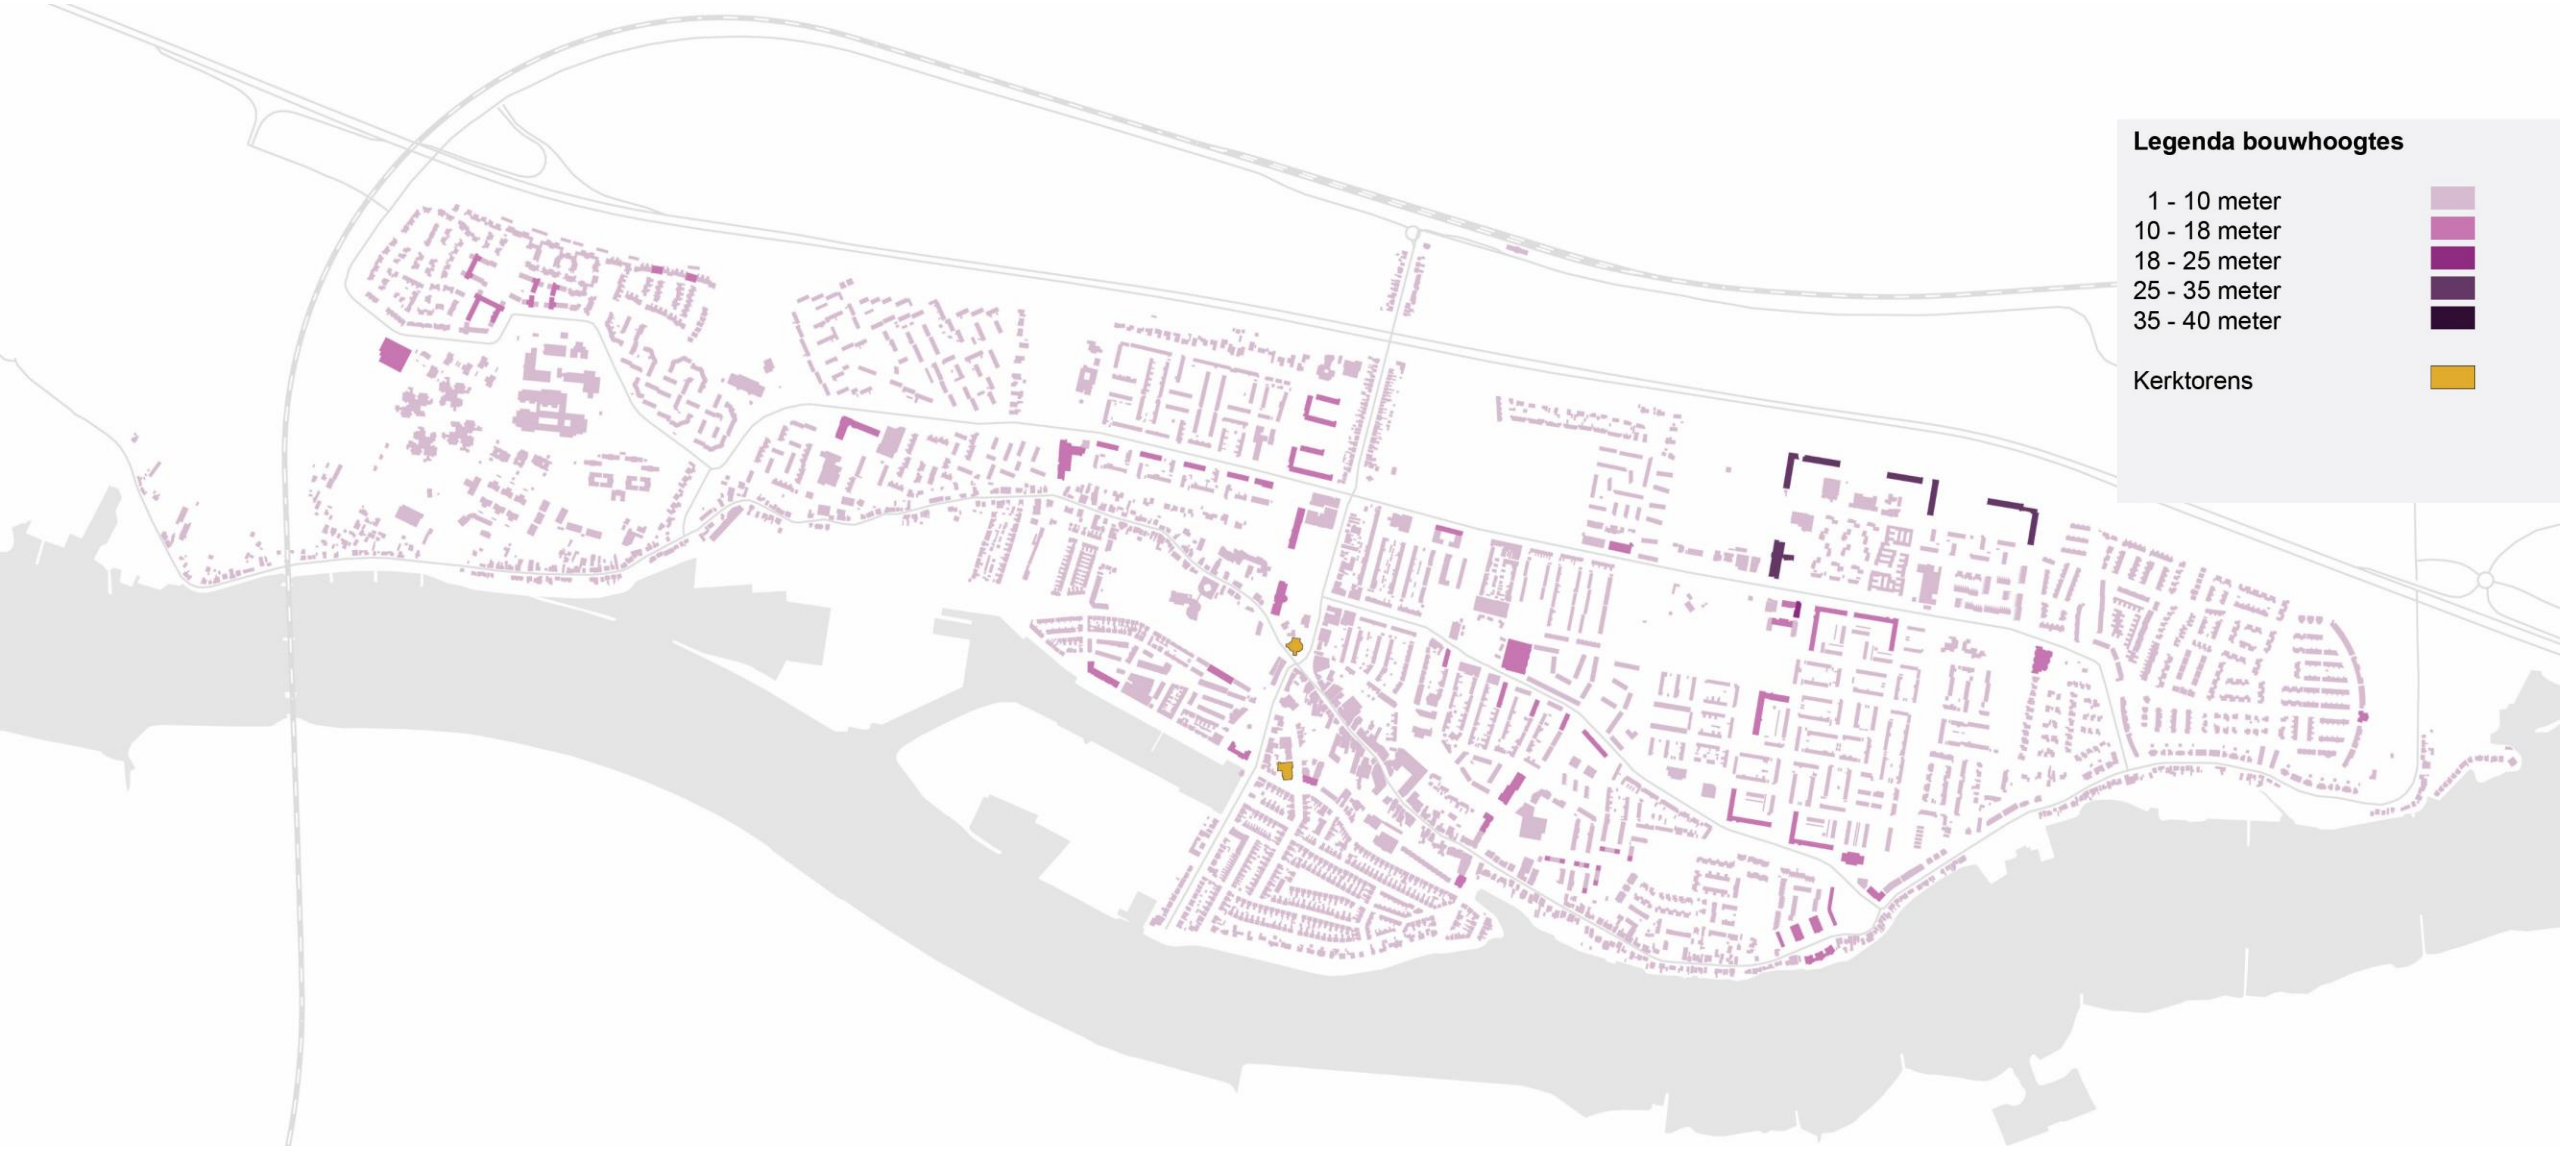 Legenda bouwhoogtes
1 - 10 meter
10 - 18 meter
18 - 25 meter
25 - 35 meter
35 - 40 meter
Kerktorens